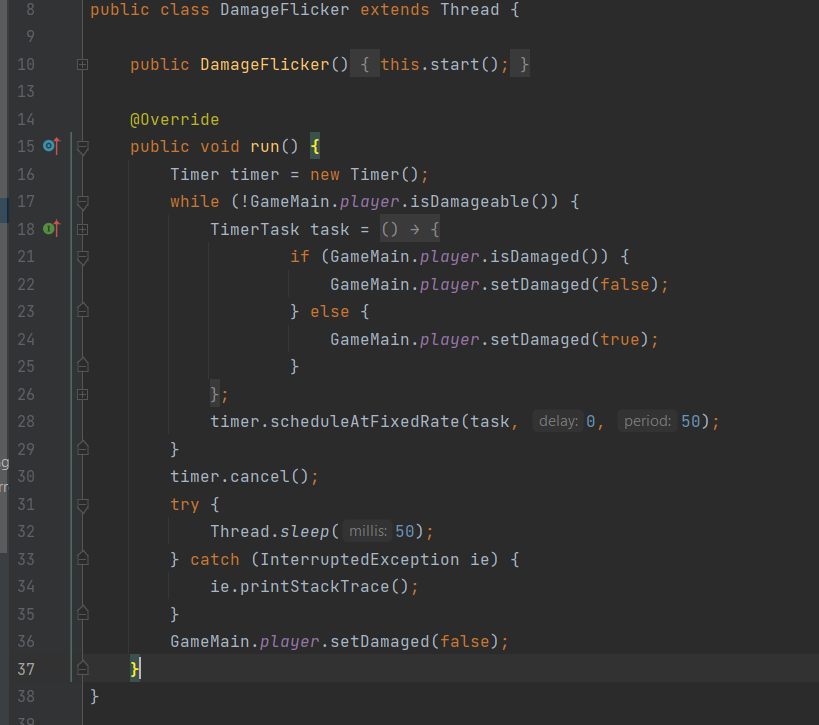 8 public class DamageFlicker extends Thread {
9
10 public DamageFlicker() { this.start(); }
13
14 @Override
15 public void run() {
16 Timer timer = new Timer();
17 while (!GameMain.player.isDamageable()) {
18 TimerTask task = () → {
21 if (GameMain.player.isDamaged()) {
22 GameMain.player.setDamaged(false);
23 } else {
24 GameMain.player.setDamaged(true);
25 }
26 };
28 timer.scheduleAtFixedRate(task, delay: 0, period: 50);
29 }
30 timer.cancel();
31 try {
32 Thread.sleep( millis: 50);
33 } catch (InterruptedException ie) {
34 ie.printStackTrace();
35 }
36 GameMain.player.setDamaged(false);
37 }
38 }